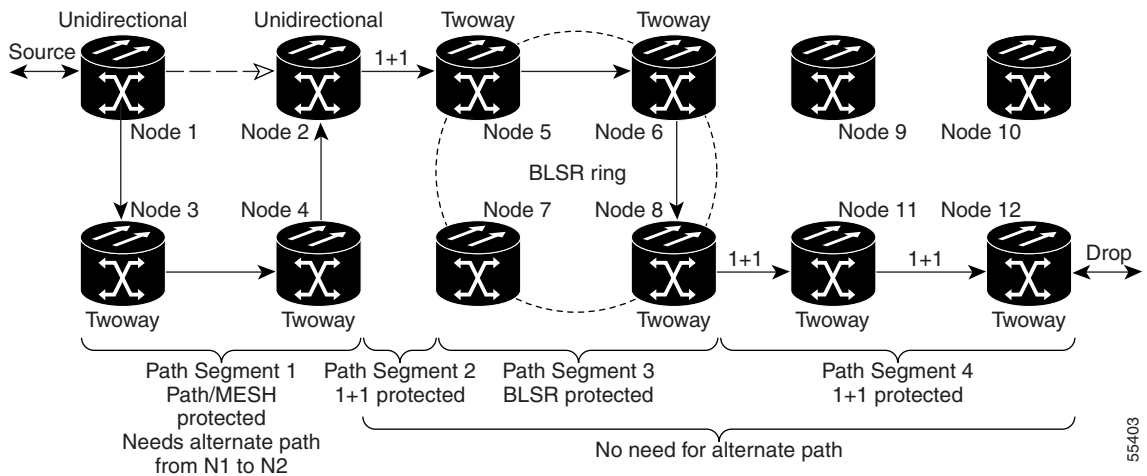 Unidirectional
Unidirectional
Twoway
Twoway
Source
1+1
Node 1
Node 2
Node 5
Node 6
Node 9
Node 10
BLSR ring
Node 3
Node 4
Node 7
Node 8
Node 11
Node 12
1+1
1+1
Drop
Twoway
Twoway
Twoway
Twoway
Twoway
Path Segment 1
Path/MESH
protected
Needs alternate path
from N1 to N2
Path Segment 2
1+1 protected
Path Segment 3
BLSR protected
Path Segment 4
1+1 protected
No need for alternate path
55403